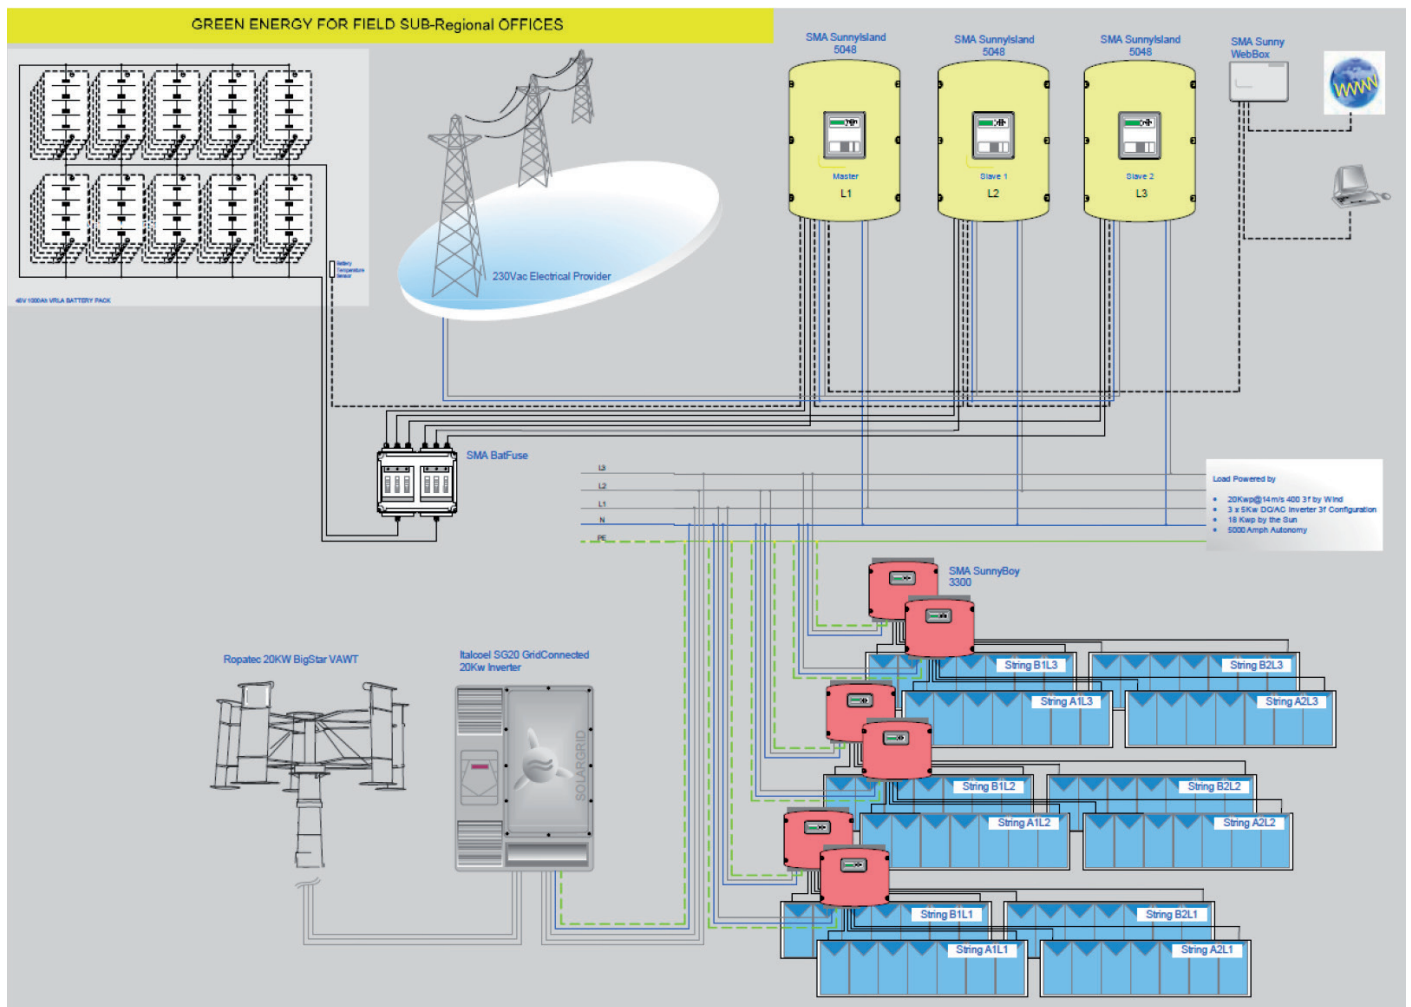 GREEN ENERGY FOR FIELD SUB-Regional OFFICES
SMA SunnyIsland
5048
SMA SunnyIsland
5048
SMA SunnyIsland
5048
SMA Sunny
WebBox
WWW
Master
L1
Slave 1
L2
Slave 2
L3
230Vac Electrical Provider
Battery
Temperature
Sensor
48V 1000Ah VRLA BATTERY PACK
SMA BatFuse
L3
L2
L1
N
PE
Load Powered by
20Kwp@14m/s 400 3f by Wind
3 x 5Kw DC/AC Inverter 3f Configuration
18 Kwp by the Sun
5000 Amph Autonomy
SMA SunnyBoy
3300
Ropatec 20KW BigStar VAWT
Italcoel SG20 GridConnected
20Kw Inverter
SOLARGRID
String B1L3
String B2L3
String A1L3
String A2L3
String B1L2
String B2L2
String A1L2
String A2L2
String B1L1
String B2L1
String A1L1
String A2L1